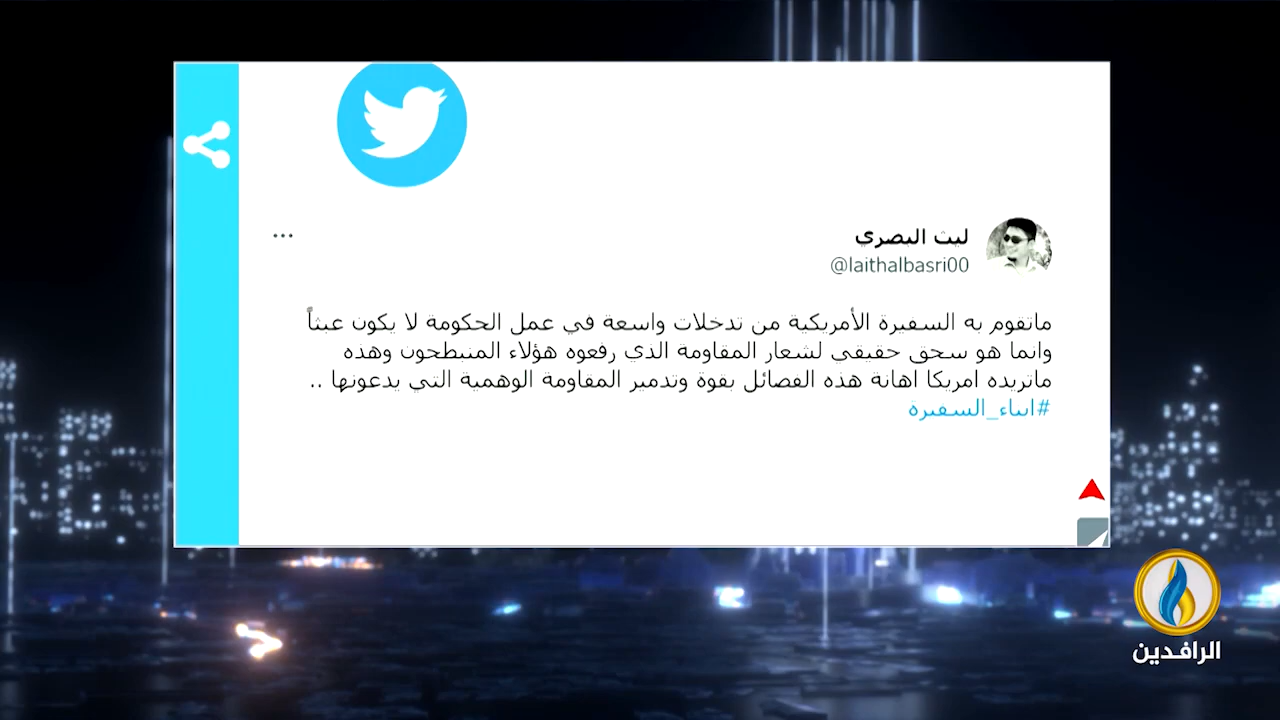 ليث البصري
@laithalbasri00
ماتقوم به السفيرة الأمريكية من تدخلات واسعة في عمل الحكومة لا يكون عبثاً
وانما هو سحق حقيقي لشعار المقاومة الذي رفعوه هؤلاء المنبطحون وهذه
ماتريده امريكا اهانة هذه الفصائل بقوة وتدمير المقاومة الوهمية التي يدعونها ..
#ابناء_السفيرة
الرافدين